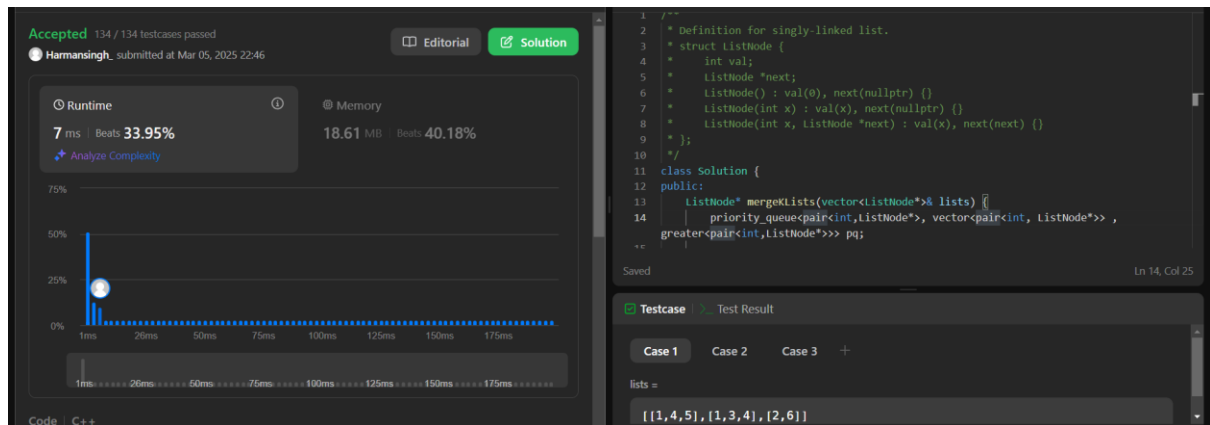 Accepted 134 / 134 testcases passed
Harmansingh_ submitted at Mar 05, 2025 22:46
Editorial
Solution
Runtime
7 ms | Beats 33.95%
Analyze Complexity
Memory
18.61 MB | Beats 40.18%
75%
50%
25%
0%
1ms 26ms 50ms 75ms 100ms 125ms 150ms 175ms
1ms 26ms 50ms 75ms 100ms 125ms 150ms 175ms
Code | C++
1 /**
2 * Definition for singly-linked list.
3 * struct ListNode {
4 *     int val;
5 *     ListNode *next;
6 *     ListNode() : val(0), next(nullptr) {}
7 *     ListNode(int x) : val(x), next(nullptr) {}
8 *     ListNode(int x, ListNode *next) : val(x), next(next) {}
9 * };
10 */
11 class Solution {
12 public:
13     ListNode* mergeKLists(vector<ListNode*>& lists) {
14         priority_queue<pair<int,ListNode*>, vector<pair<int, ListNode*>> ,
greater<pair<int,ListNode*>>> pq;
15
Saved
Ln 14, Col 25
Testcase | >_ Test Result
Case 1 Case 2 Case 3 +
lists =
[[1,4,5],[1,3,4],[2,6]]